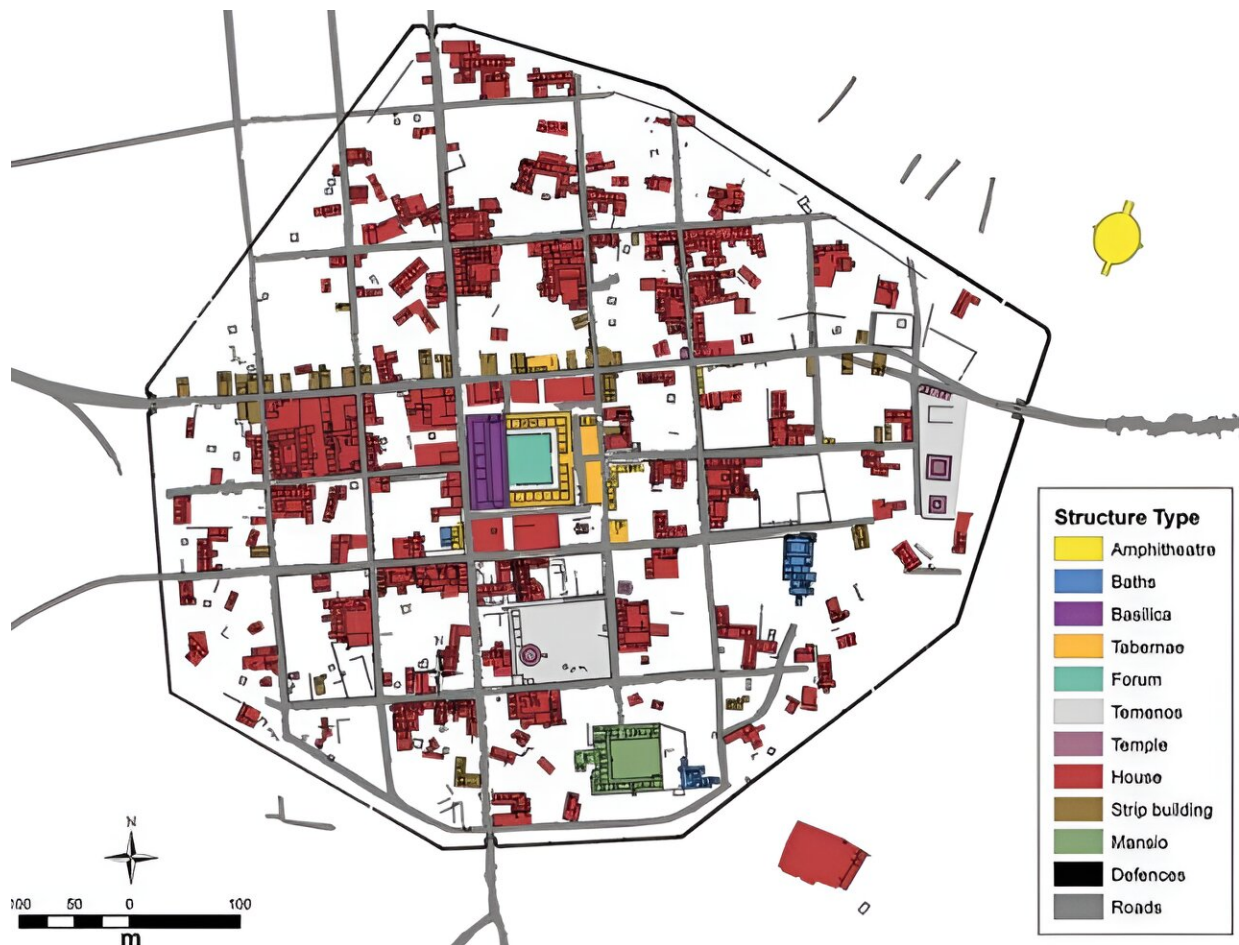 Structure Type
Amphitheatre
Baths
Basilica
Tabernae
Forum
Temenos
Temple
House
Strip building
Mansio
Defences
Roads
N
100 50 0 100
m